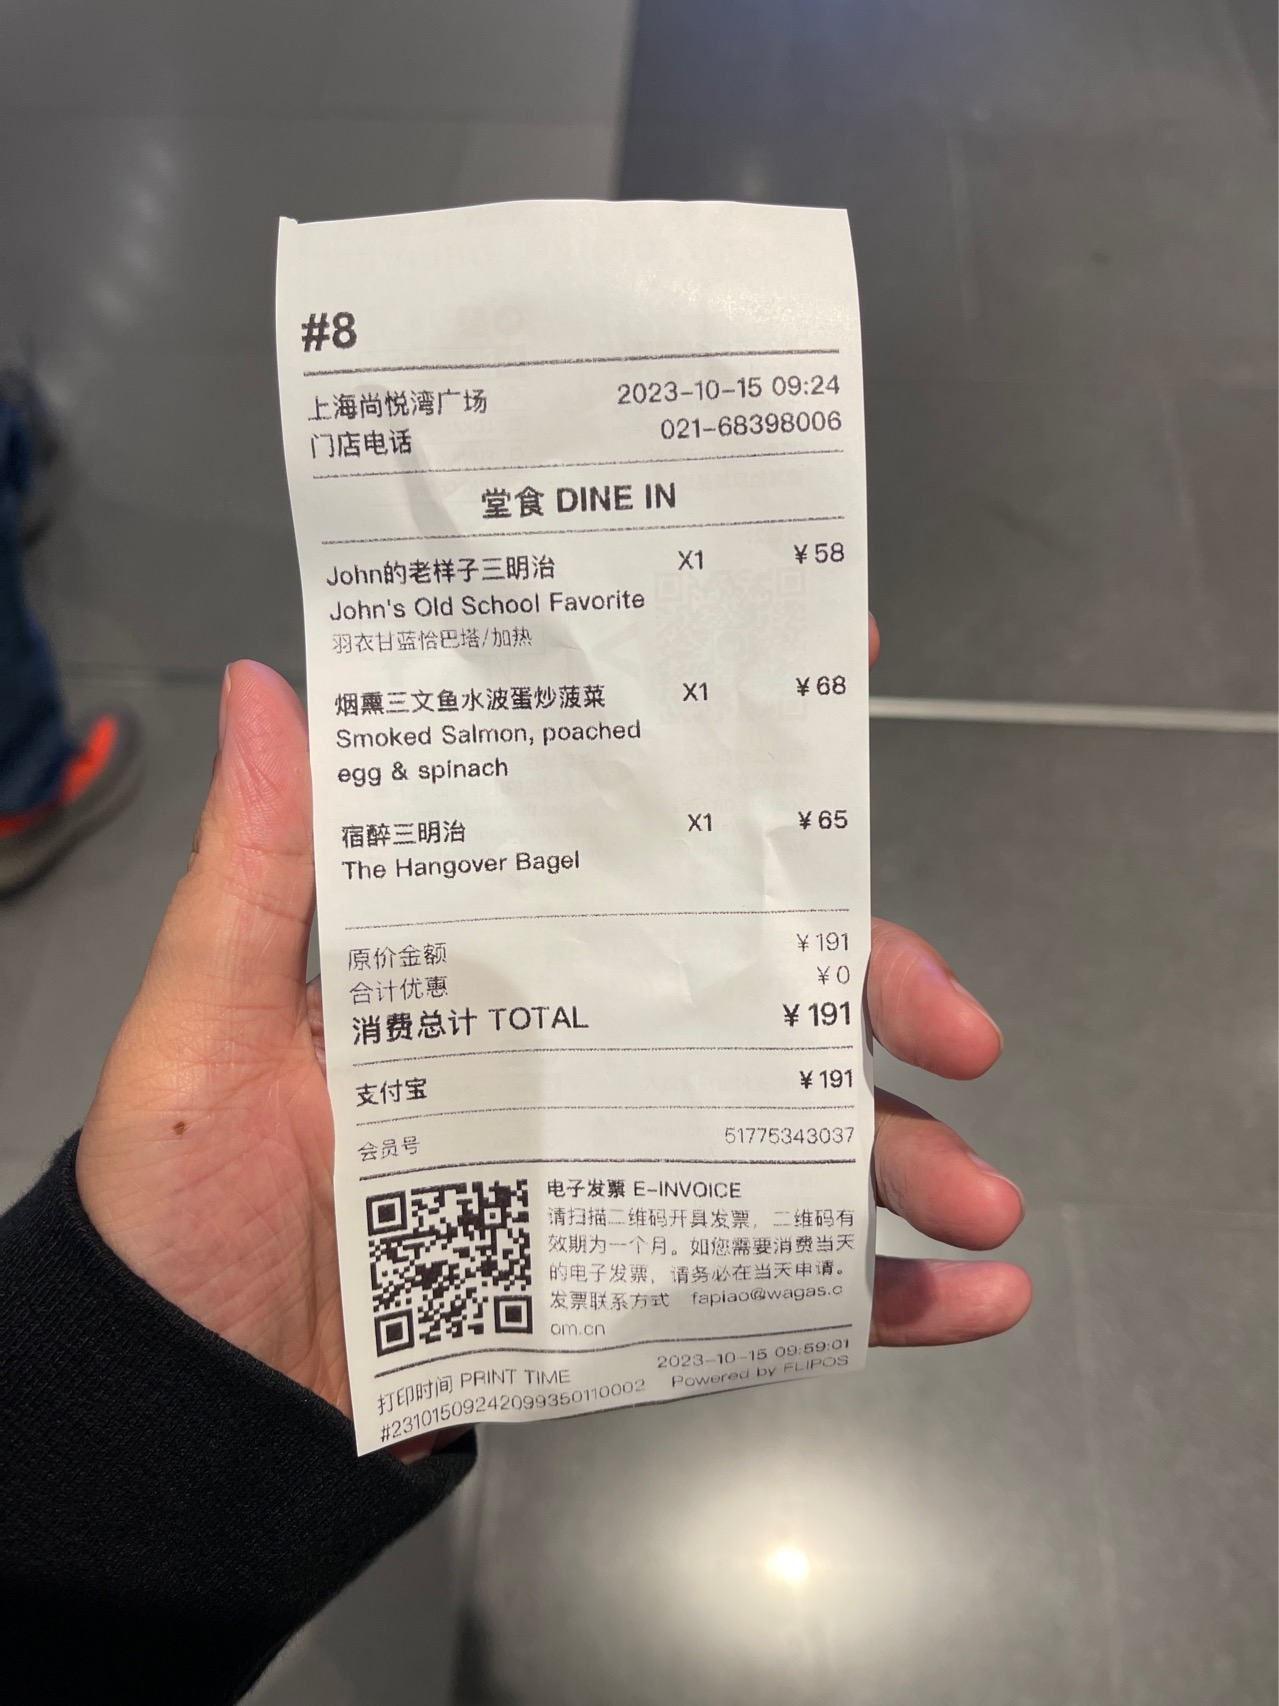 #8
上海尚悦湾广场 2023-10-15 09:24
门店电话 021-68398006
堂食 DINE IN
John的老样子三明治 X1 ¥58
John's Old School Favorite
羽衣甘蓝恰巴塔/加热
烟熏三文鱼水波蛋炒菠菜 X1 ¥68
Smoked Salmon, poached
egg & spinach
宿醉三明治 X1 ¥65
The Hangover Bagel
原价金额 ¥191
合计优惠 ¥0
消费总计 TOTAL ¥191
支付宝 ¥191
会员号 51775343037
电子发票 E-INVOICE
请扫描二维码开具发票，二维码有
效期为一个月。如您需要消费当天
的电子发票，请务必在当天申请。
发票联系方式 fapiao@wagas.c
om.cn
打印时间 PRINT TIME 2023-10-15 09:59:01
#23101509242099350110002 Powered by FLIPOS